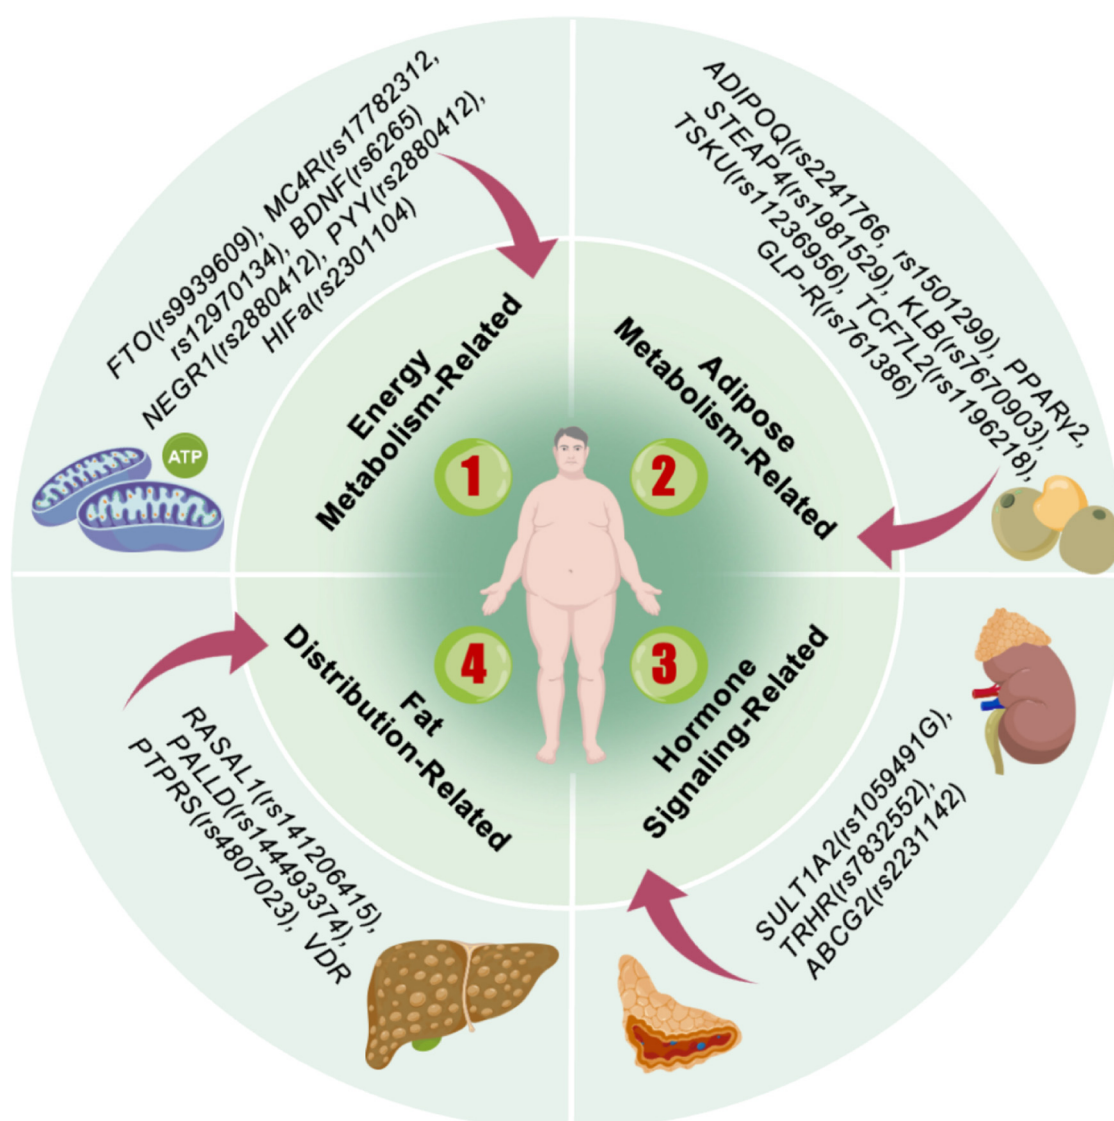 FTO(rs9939609), MC4R(rs17782312,
rs12970134), BDNF(rs6265)
NEGR1(rs2880412), PYY(rs2880412),
HIFa(rs2301104)
ATP
Energy
Metabolism-Related
1
ADIPOQ(rs2241766, rs1501299), PPARγ2,
STEAP4(rs1981529), KLB(rs7670903),
TSKU(rs11236956), TCF7L2(rs1196218),
GLP-R(rs761386)
Adipose
Metabolism-Related
2
3
Hormone
Signaling-Related
SULT1A2(rs1059491G),
TRHR(rs7832552),
ABCG2(rs2231142)
4
Fat
Distribution-Related
RASAL1(rs141206415),
PALLD(rs144493374),
PTPRS(rs4807023), VDR